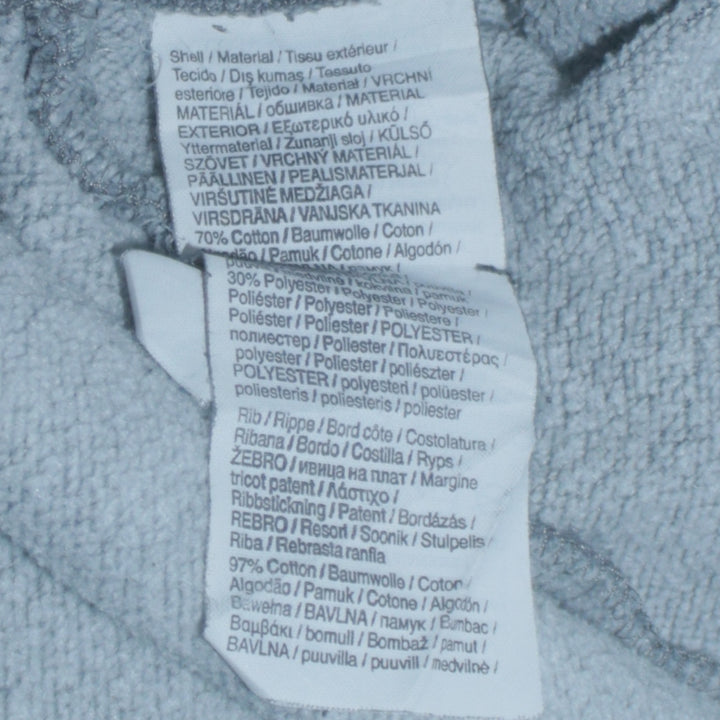 Shell / Material / Tissu extérieur /
Tecido / Dış kumaş / Tessuto
esteriore / Tejido / Materiał / VRCHNÍ
MATERIÁL / обшивка / MATERIAL
EXTERIOR / Εξωτερικό υλικό /
Yttermaterial / Zunanji sloj / KÜLSŐ
SZÖVET / VRCHNÝ MATERIÁL /
PÄÄLLINEN / PEALISMATERJAL /
VIRŠUTINĖ MEDŽIAGA /
VIRSDRĀNA / VANJSKA TKANINA
70% Cotton / Baumwolle / Coton /
/ Pamuk / Cotone / Algodón /
/ kokvilna / pamuk
30% Polyester / Polyester / Polyester /
Poliéster / Polyester / Poliestere /
Poliéster / Poliester / POLYESTER /
полиестер / Poliester / Πολυεστέρας /
polyester / Poliester / poliészter /
POLYESTER / polyesteri / polüester /
poliesteris / poliesteris / poliester
Rib / Rippe / Bord côte / Costolatura /
Ribana / Bordo / Costilla / Ryps /
ŽEBRO / ивица на плат / Margine
tricot patent / Λάστιχο /
Ribbstickning / Patent / Bordázás /
REBRO / Resori / Soonik / Stulpelis /
Riba / Rebrasta ranfla
97% Cotton / Baumwolle / Coton /
Algodão / Pamuk / Cotone / Algodón /
Bawełna / BAVLNA / памук / Bumbac /
Βαμβάκι / bomull / Bombaž / pamut /
BAVLNA / puuvilla / puuvill / medvilnė /